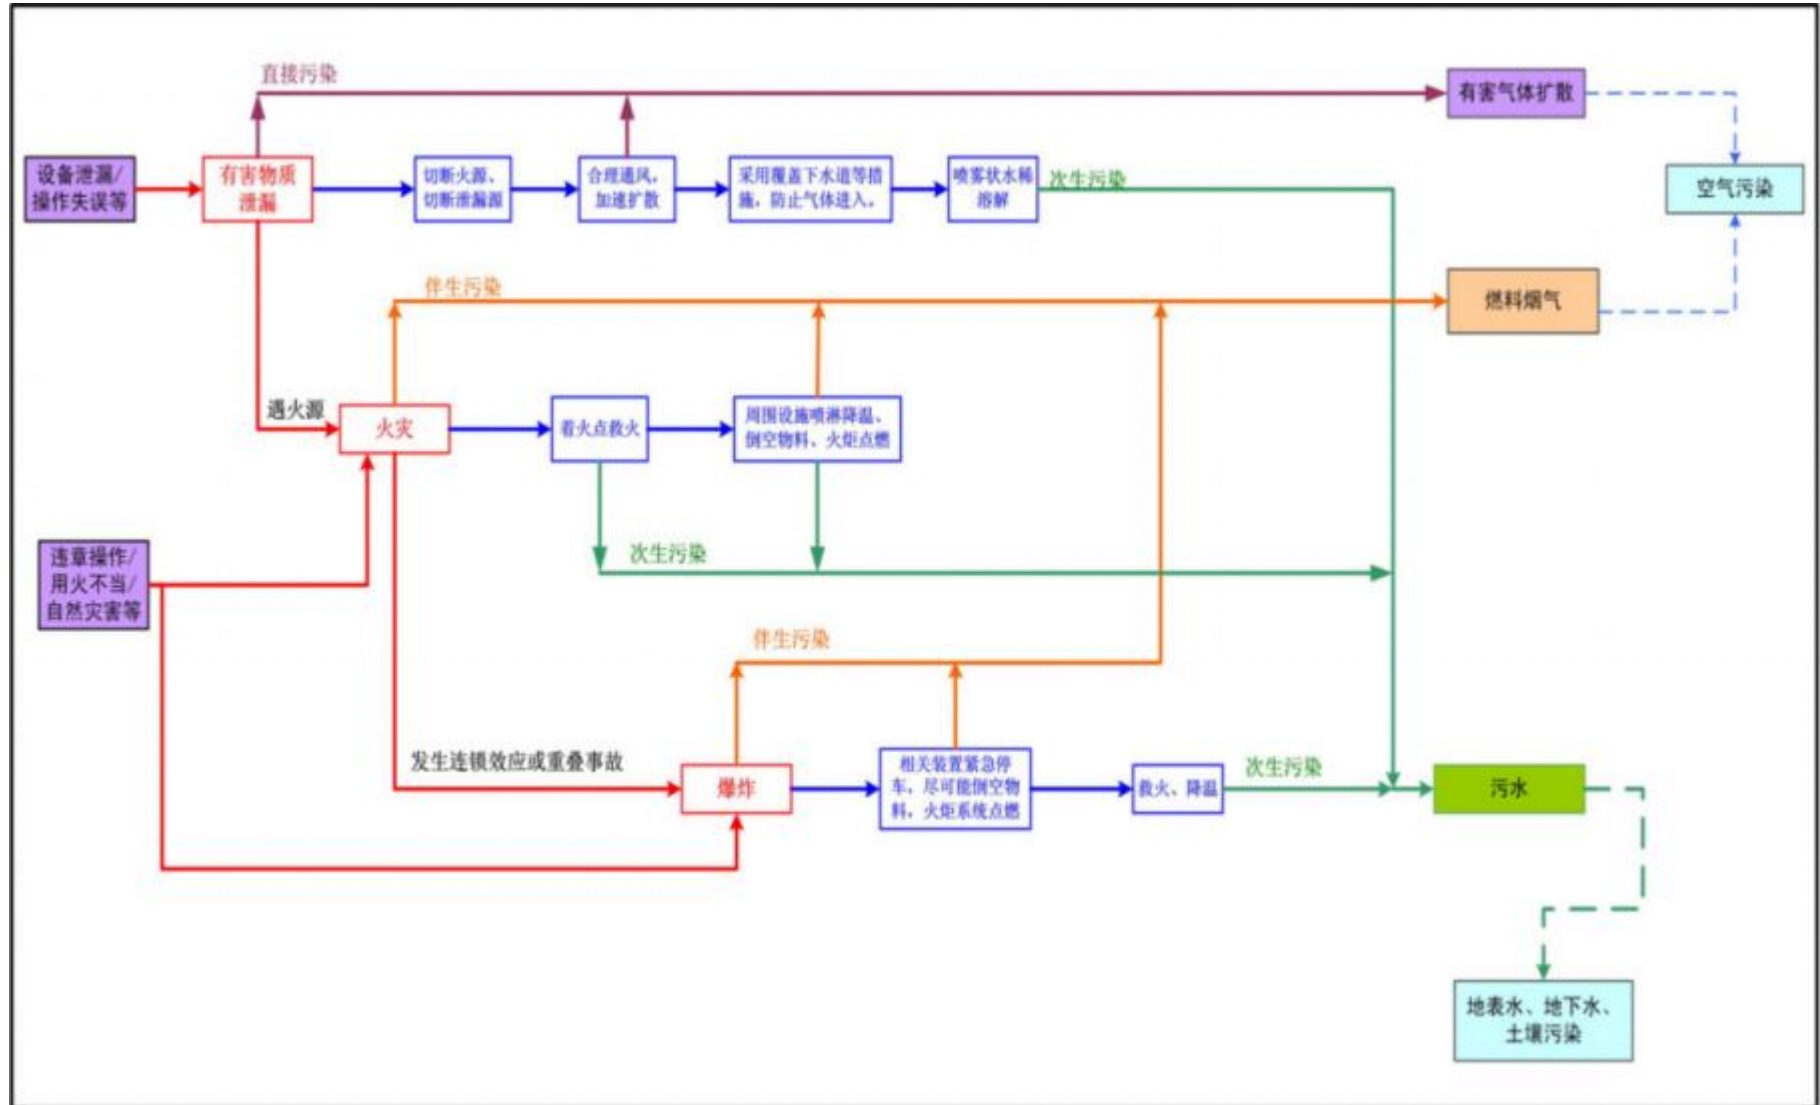 直接污染
有害气体扩散
设备泄漏/
操作失误等
有害物质
泄漏
切断火源、
切断泄漏源
合理通风，
加速扩散
采用覆盖下水道等措
施，防止气体进入。
喷雾状水稀
溶解
次生污染
空气污染
伴生污染
燃料烟气
遇火源
火灾
着火点救火
周围设施喷淋降温、
倒空物料、火炬点燃
违章操作/
用火不当/
自然灾害等
次生污染
伴生污染
发生连锁效应或重叠事故
爆炸
相关装置紧急停
车，尽可能倒空物
料，火炬系统点燃
救火、降温
次生污染
污水
地表水、地下水、
土壤污染